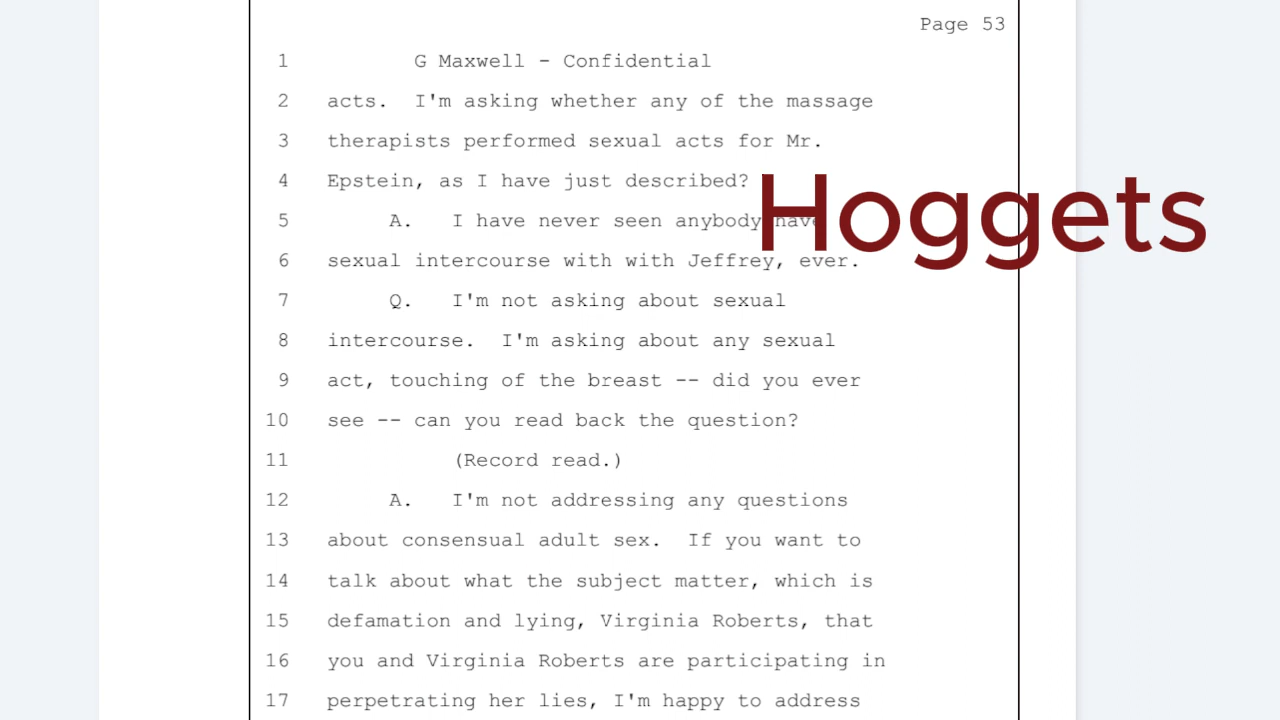 Page 53
1 G Maxwell - Confidential
2 acts. I'm asking whether any of the massage
3 therapists performed sexual acts for Mr.
4 Epstein, as I have just described?
Hoggets
5 A. I have never seen anybody have
6 sexual intercourse with with Jeffrey, ever.
7 Q. I'm not asking about sexual
8 intercourse. I'm asking about any sexual
9 act, touching of the breast -- did you ever
10 see -- can you read back the question?
11 (Record read.)
12 A. I'm not addressing any questions
13 about consensual adult sex. If you want to
14 talk about what the subject matter, which is
15 defamation and lying, Virginia Roberts, that
16 you and Virginia Roberts are participating in
17 perpetrating her lies, I'm happy to address